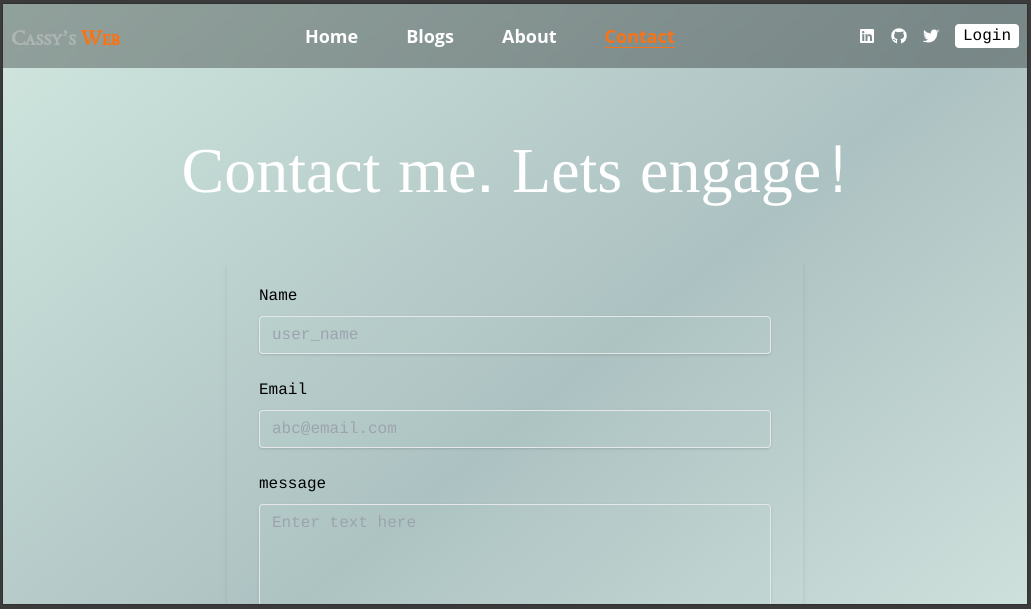 Cassy's Web Home Blogs About Contact Login
Contact me. Lets engage!
Name
user_name
Email
abc@email.com
message
Enter text here